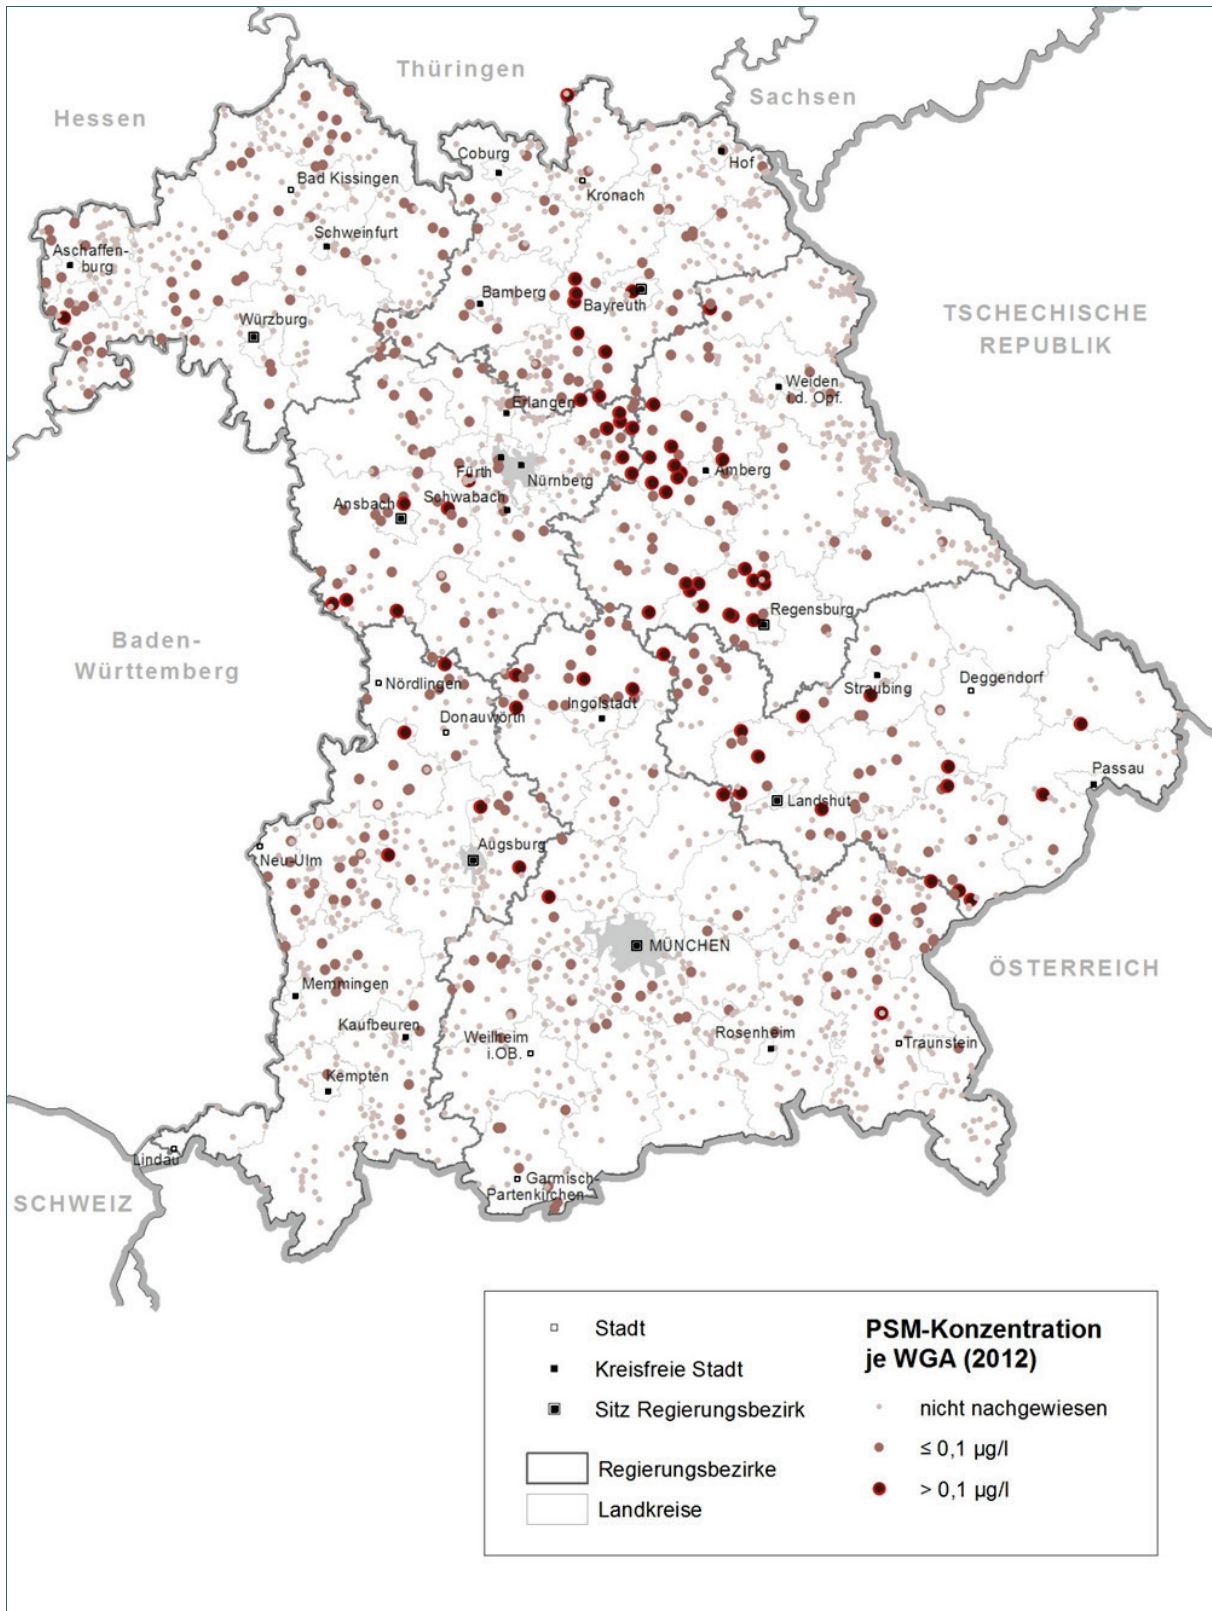 Thüringen
Sachsen
Hessen
Coburg
Hof
Bad Kissingen
Kronach
Schweinfurt
Aschaffen-
burg
Bamberg
Bayreuth
Würzburg
TSCHECHISCHE
REPUBLIK
Weiden
i.d. Opf.
Erlangen
Fürth
Nürnberg
Amberg
Ansbach
Schwabach
Regensburg
Baden-
Württemberg
Nördlingen
Straubing
Deggendorf
Ingolstadt
Donauwörth
Passau
Landshut
Augsburg
Neu-Ulm
MÜNCHEN
ÖSTERREICH
Memmingen
Kaufbeuren
Weilheim
i.OB.
Rosenheim
Traunstein
Kempten
Lindau
Garmisch-
Partenkirchen
SCHWEIZ
Stadt
Kreisfreie Stadt
Sitz Regierungsbezirk
Regierungsbezirke
Landkreise
PSM-Konzentration
je WGA (2012)
nicht nachgewiesen
≤ 0,1 µg/l
> 0,1 µg/l